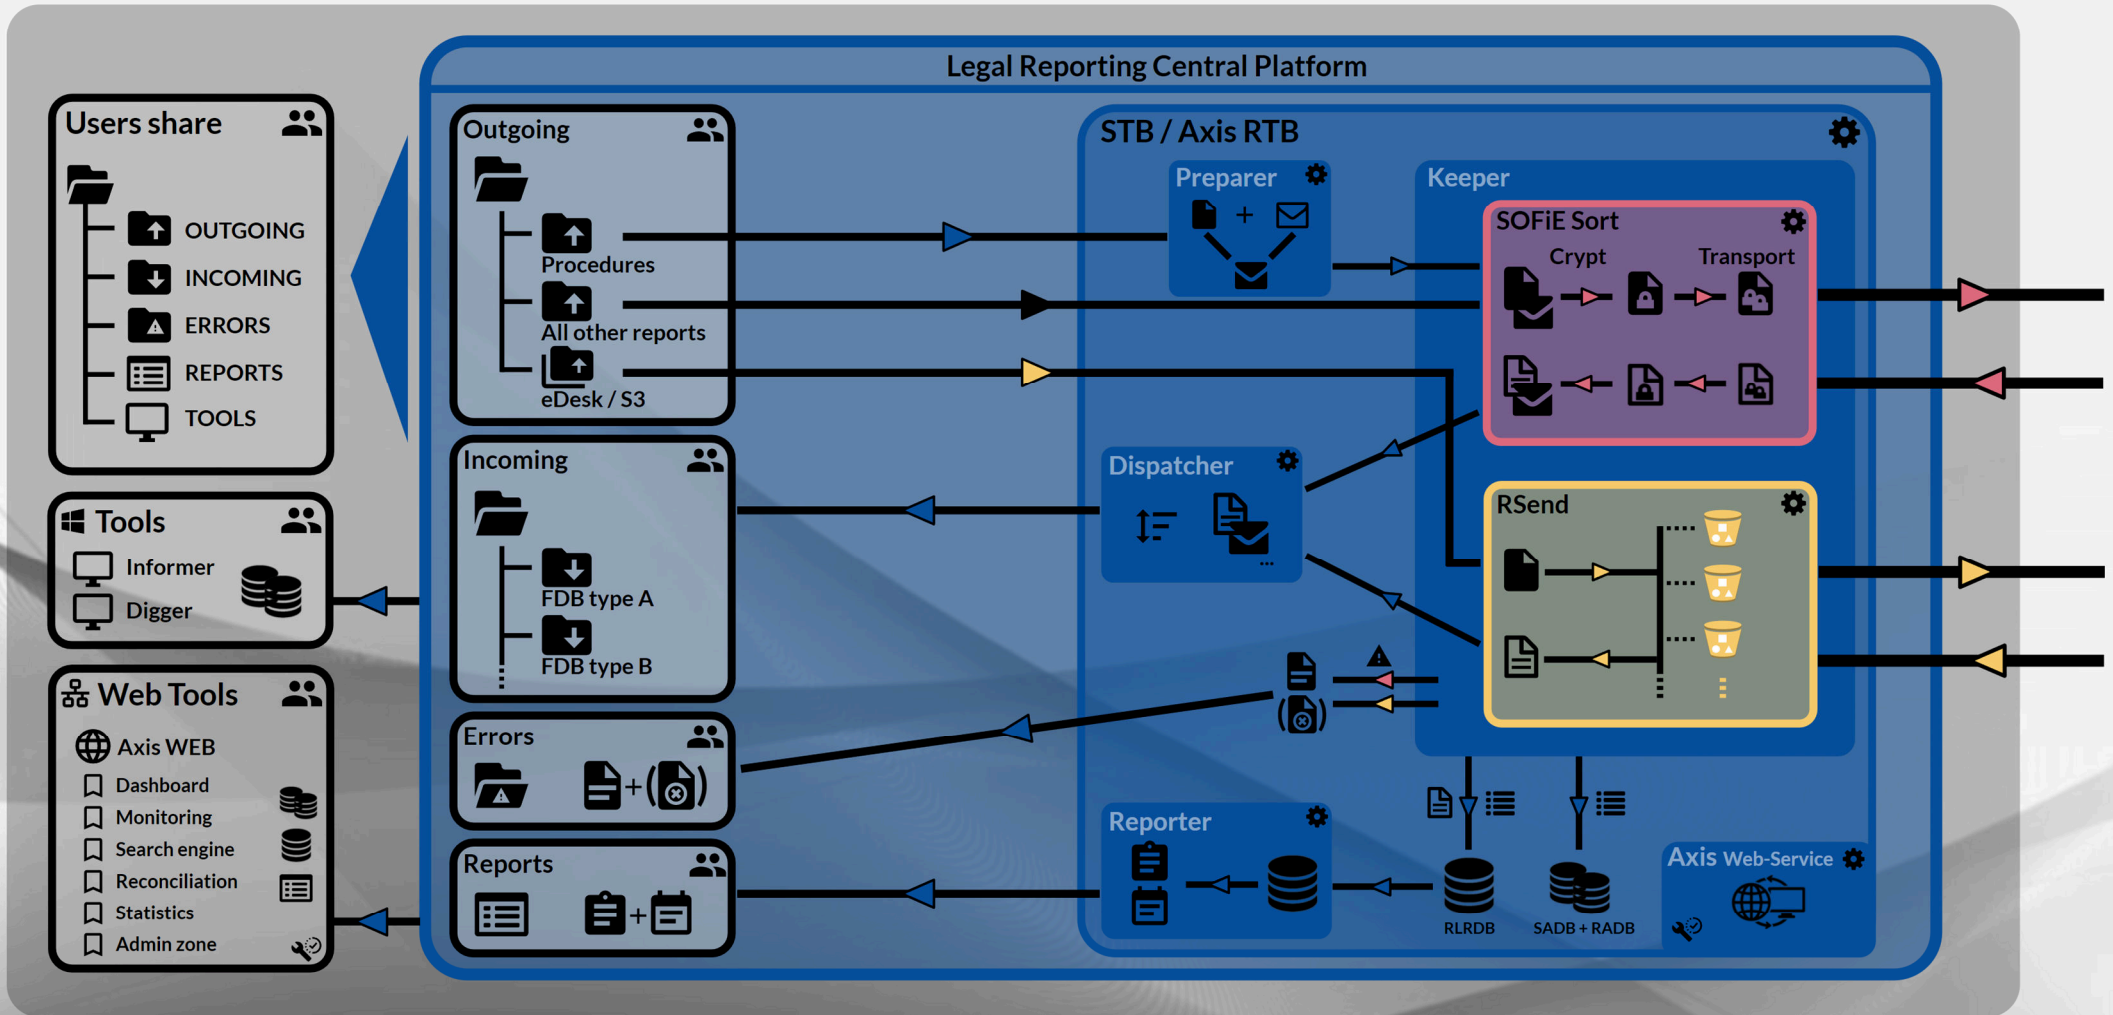 Legal Reporting Central Platform
Users share
OUTGOING
INCOMING
ERRORS
REPORTS
TOOLS
Tools
Informer
Digger
Web Tools
Axis WEB
Dashboard
Monitoring
Search engine
Reconciliation
Statistics
Admin zone
Outgoing
Procedures
All other reports
eDesk / S3
Incoming
FDB type A
FDB type B
Errors
+
Reports
+
STB / Axis RTB
Preparer
+
Keeper
SOFiE Sort
Crypt
Transport
Dispatcher
...
RSend
Reporter
RLRDB
SADB + RADB
Axis Web-Service